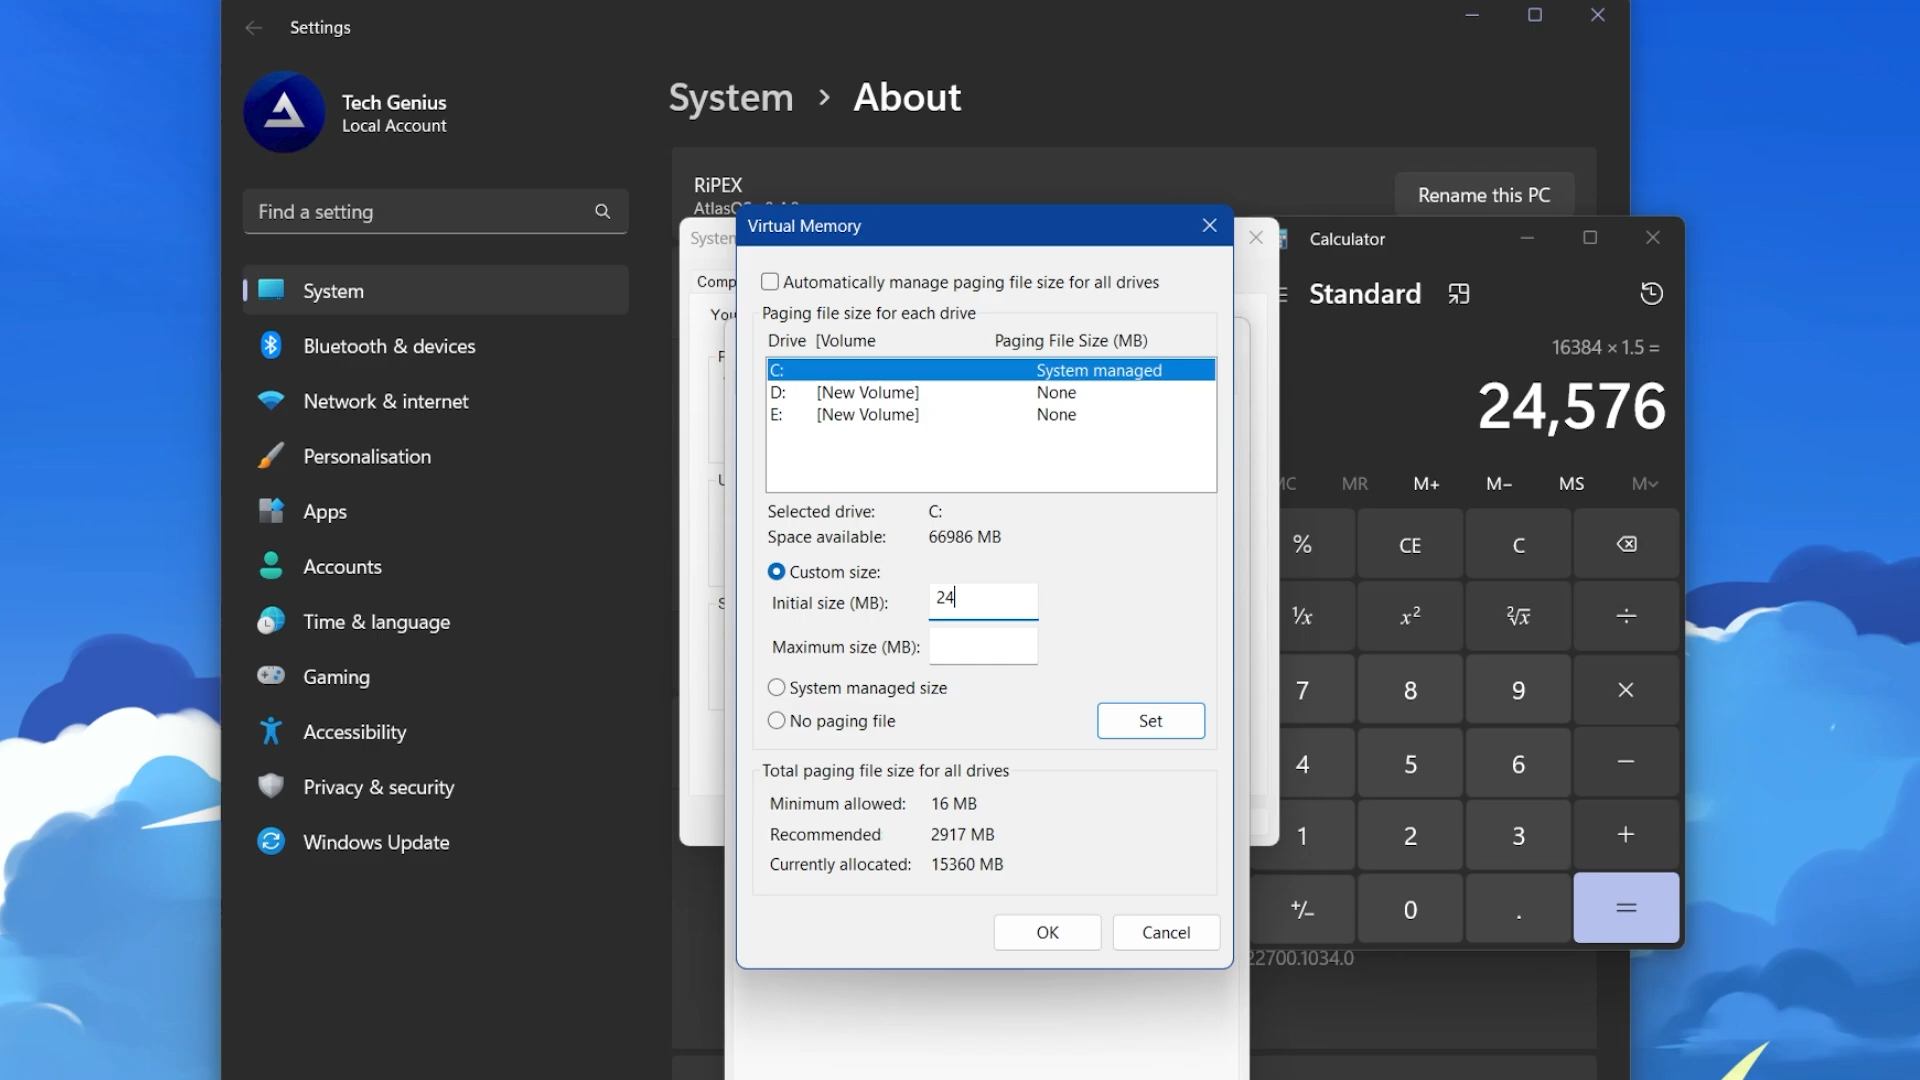 Settings
Tech Genius
Local Account
Find a setting
System
Bluetooth & devices
Network & internet
Personalisation
Apps
Accounts
Time & language
Gaming
Accessibility
Privacy & security
Windows Update
System > About
RiPEX
Rename this PC
Virtual Memory
Automatically manage paging file size for all drives
Paging file size for each drive
Drive [Volume Paging File Size (MB)
C: System managed
D: [New Volume] None
E: [New Volume] None
Selected drive: C:
Space available: 66986 MB
Custom size:
Initial size (MB): 24
Maximum size (MB):
System managed size
No paging file
Set
Total paging file size for all drives
Minimum allowed: 16 MB
Recommended 2917 MB
Currently allocated: 15360 MB
OK Cancel
Calculator
Standard
16384 × 1.5 =
24,576
MR M+ M− MS M
% CE C
1/x x² ²√x ÷
7 8 9 ×
4 5 6 −
1 2 3 +
+/− 0 . =
22700.1034.0